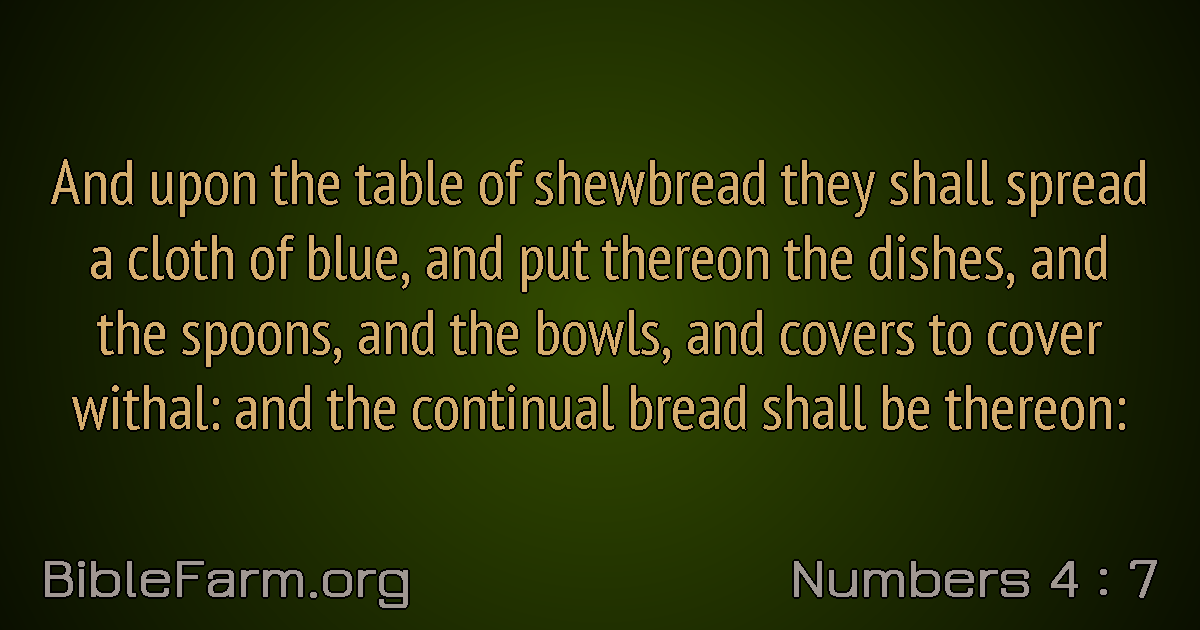 And upon the table of shewbread they shall spread
a cloth of blue, and put thereon the dishes, and
the spoons, and the bowls, and covers to cover
withal: and the continual bread shall be thereon:
BibleFarm.org
Numbers 4 : 7